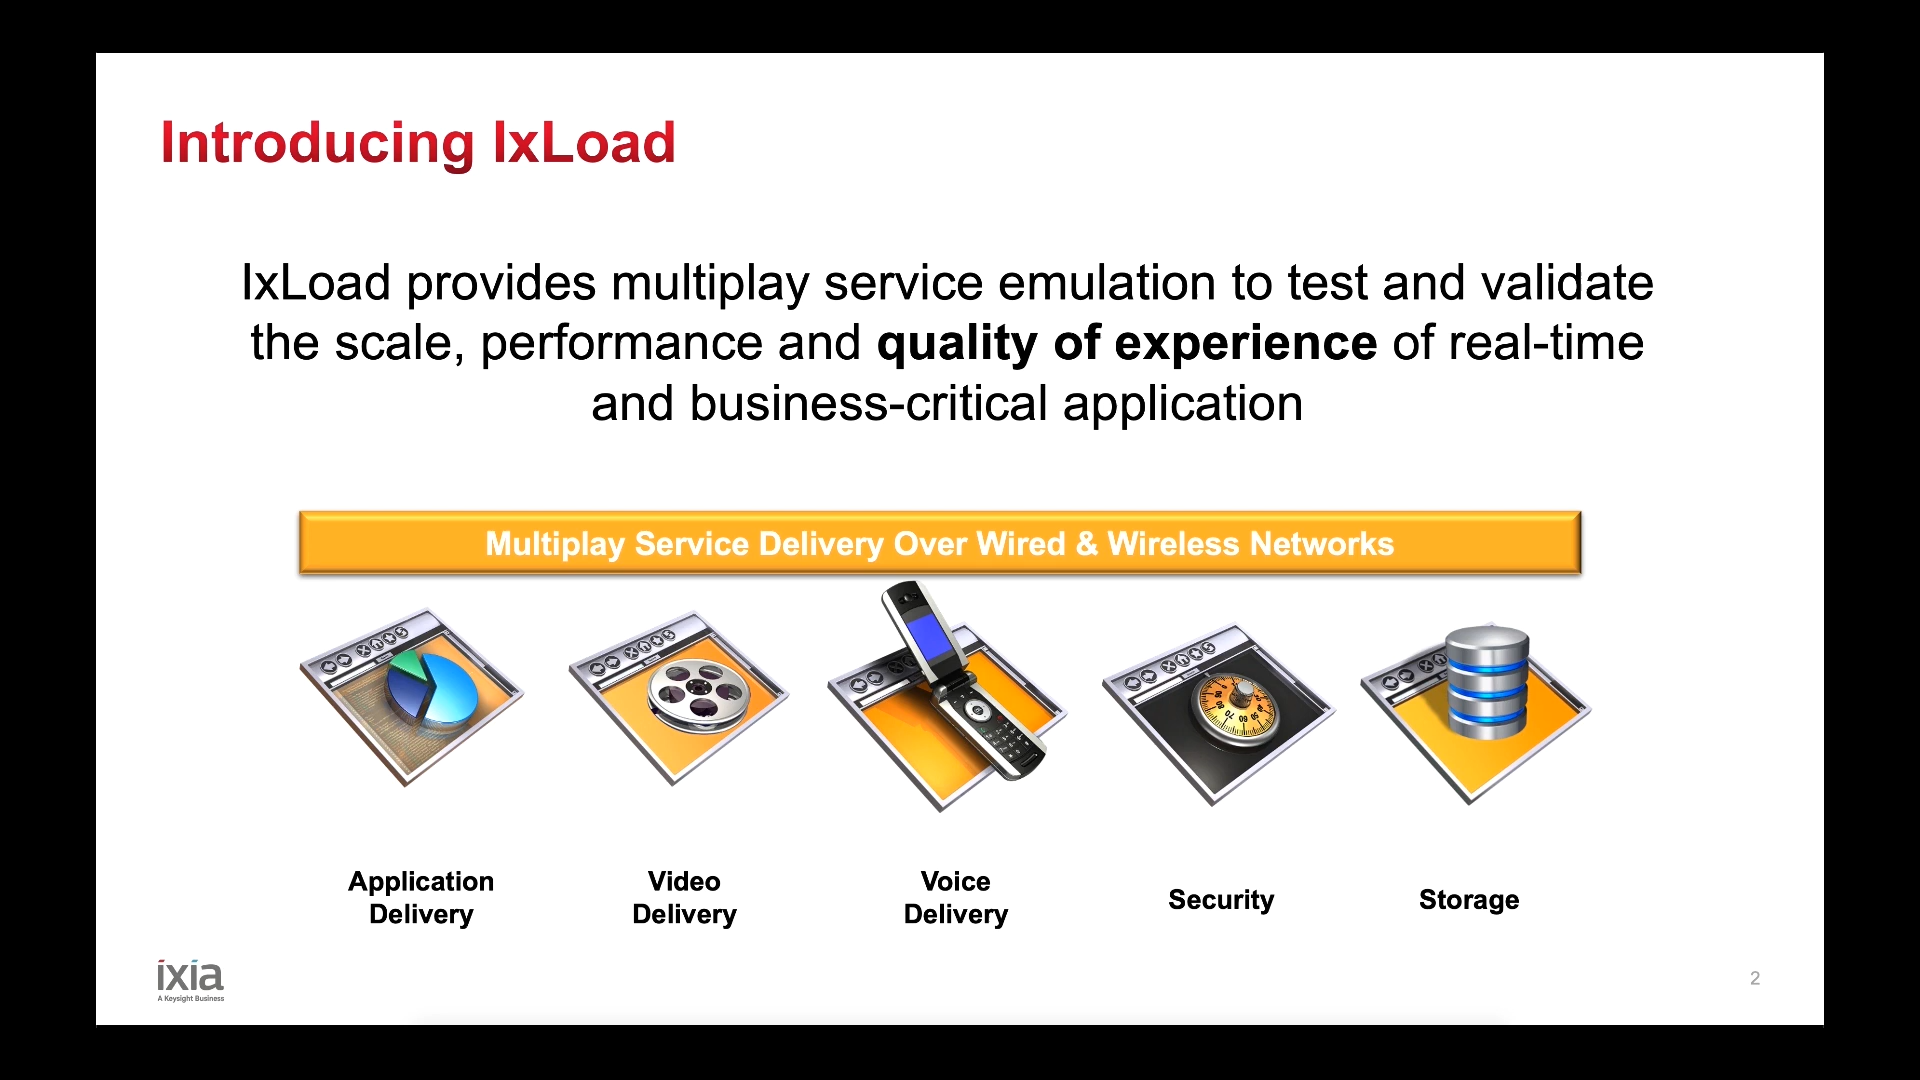 Introducing IxLoad
IxLoad provides multiplay service emulation to test and validate
the scale, performance and quality of experience of real-time
and business-critical application
Multiplay Service Delivery Over Wired & Wireless Networks
Application
Delivery
Video
Delivery
Voice
Delivery
Security
Storage
ixia
A Keysight Business
2